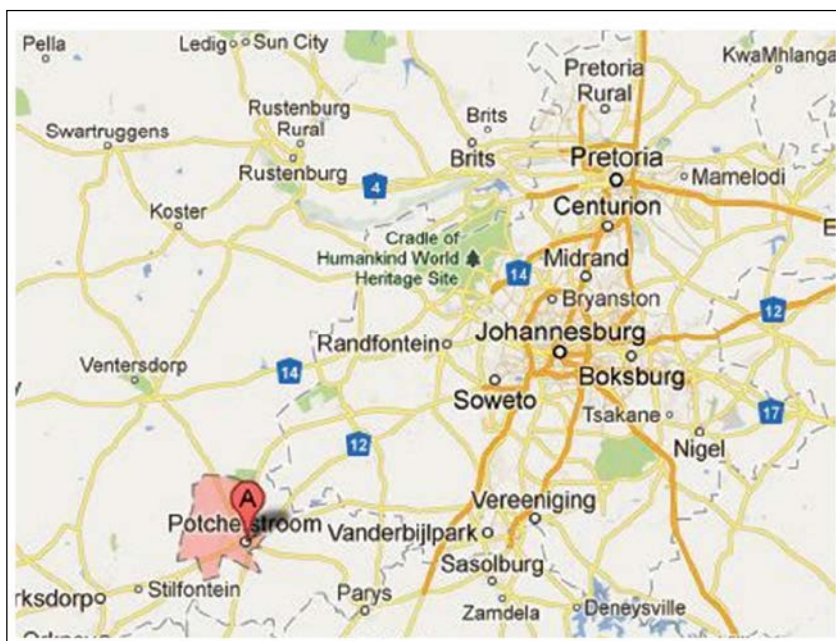 Pella
Ledig
Sun City
KwaMhlanga
Pretoria
Rural
Rustenburg
Rural
Brits
Swartruggens
Brits
Rustenburg
Pretoria
Mamelodi
4
Koster
Centurion
E
Cradle of
Humankind World
Heritage Site
14
Midrand
Bryanston
12
Johannesburg
Randfontein
Ventersdorp
14
Boksburg
Soweto
Tsakane
17
12
Nigel
A
Vereeniging
Potchefstroom
Vanderbijlpark
Sasolburg
rksdorp
Stilfontein
Parys
Zamdela
Deneysville